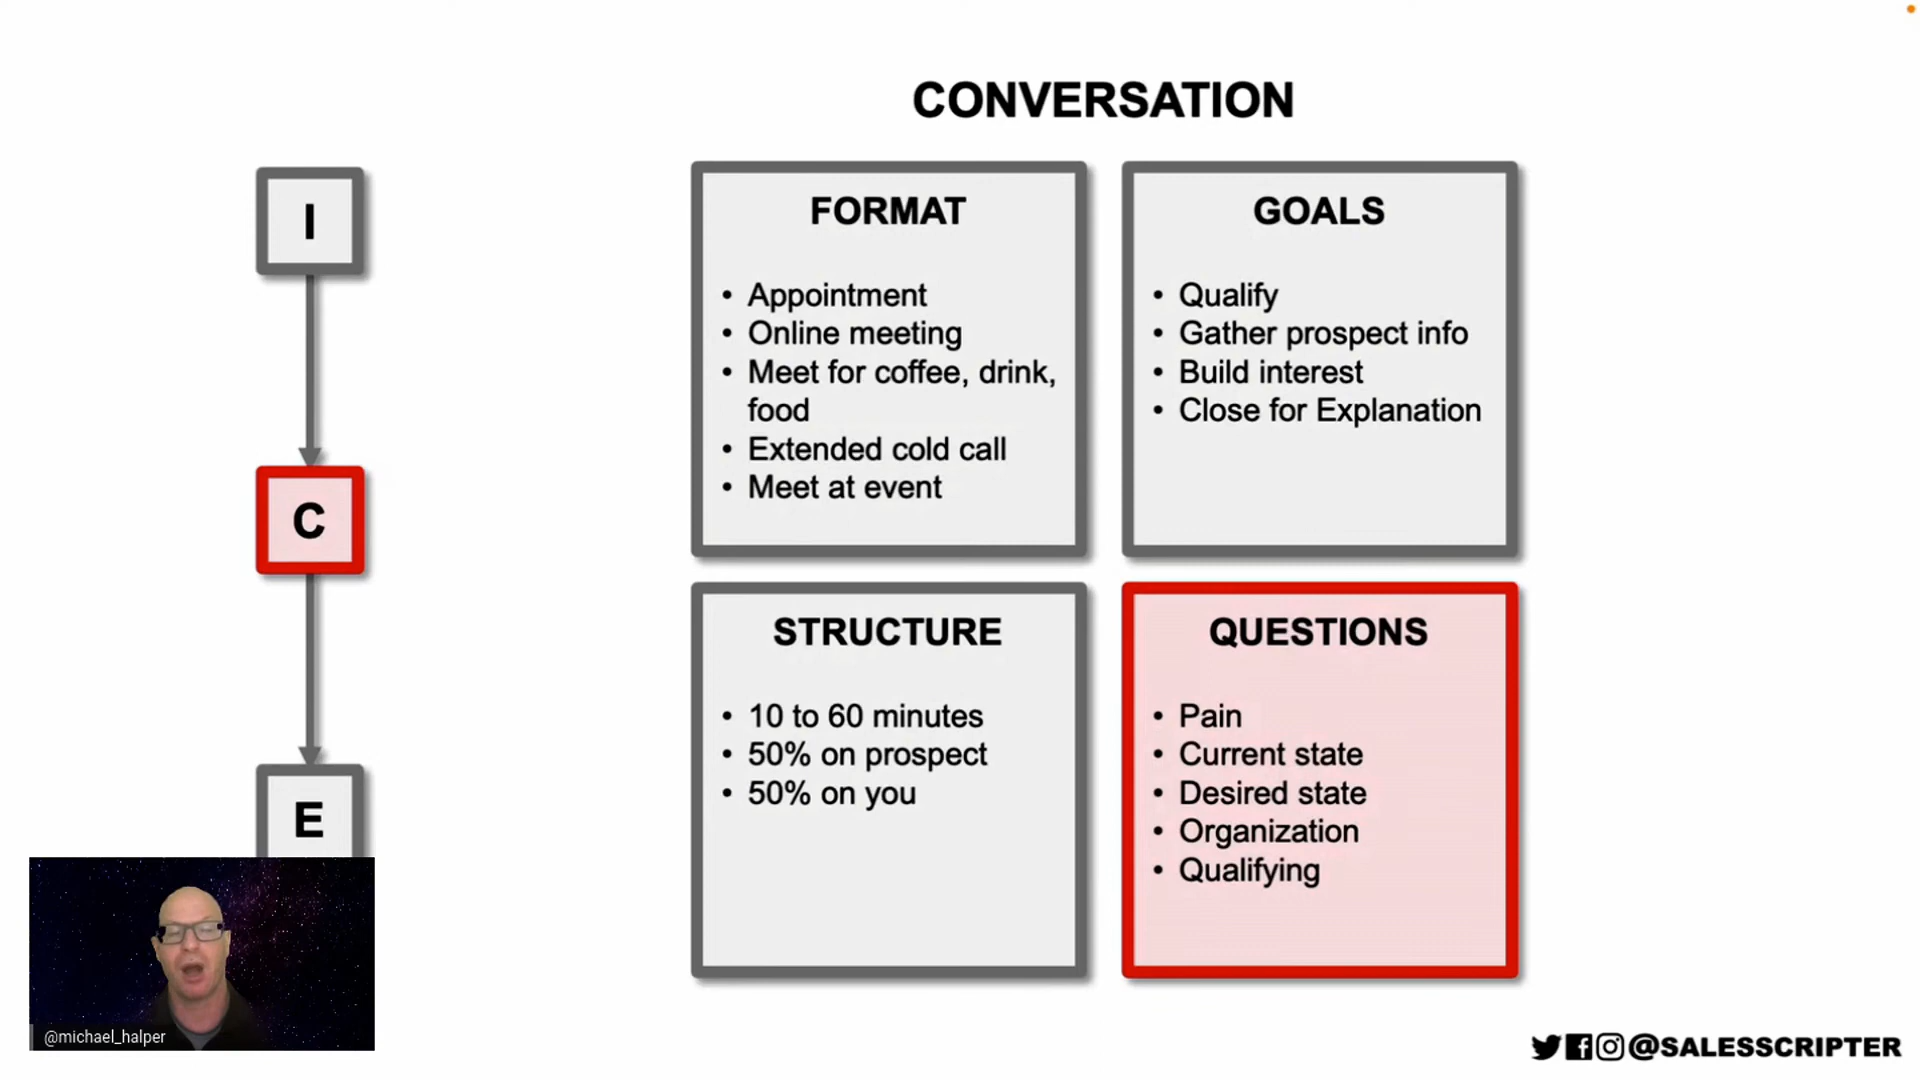 CONVERSATION
I
C
E
FORMAT
• Appointment
• Online meeting
• Meet for coffee, drink,
food
• Extended cold call
• Meet at event
GOALS
• Qualify
• Gather prospect info
• Build interest
• Close for Explanation
STRUCTURE
• 10 to 60 minutes
• 50% on prospect
• 50% on you
QUESTIONS
• Pain
• Current state
• Desired state
• Organization
• Qualifying
@michael_halper
@SALESSCRIPTER